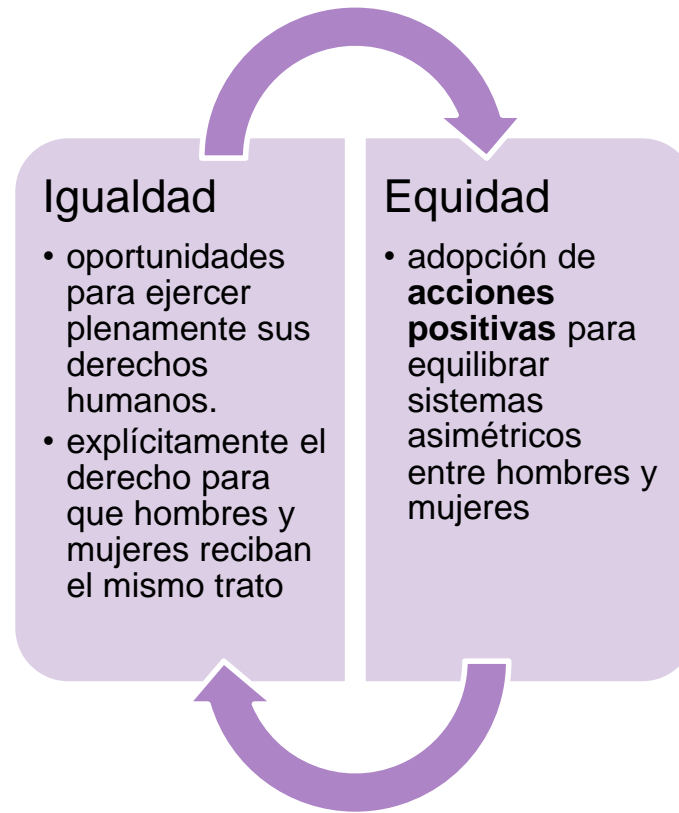 Igualdad
• oportunidades
para ejercer
plenamente sus
derechos
humanos.
• explícitamente el
derecho para
que hombres y
mujeres reciban
el mismo trato
Equidad
• adopción de
acciones
positivas para
equilibrar
sistemas
asimétricos
entre hombres y
mujeres